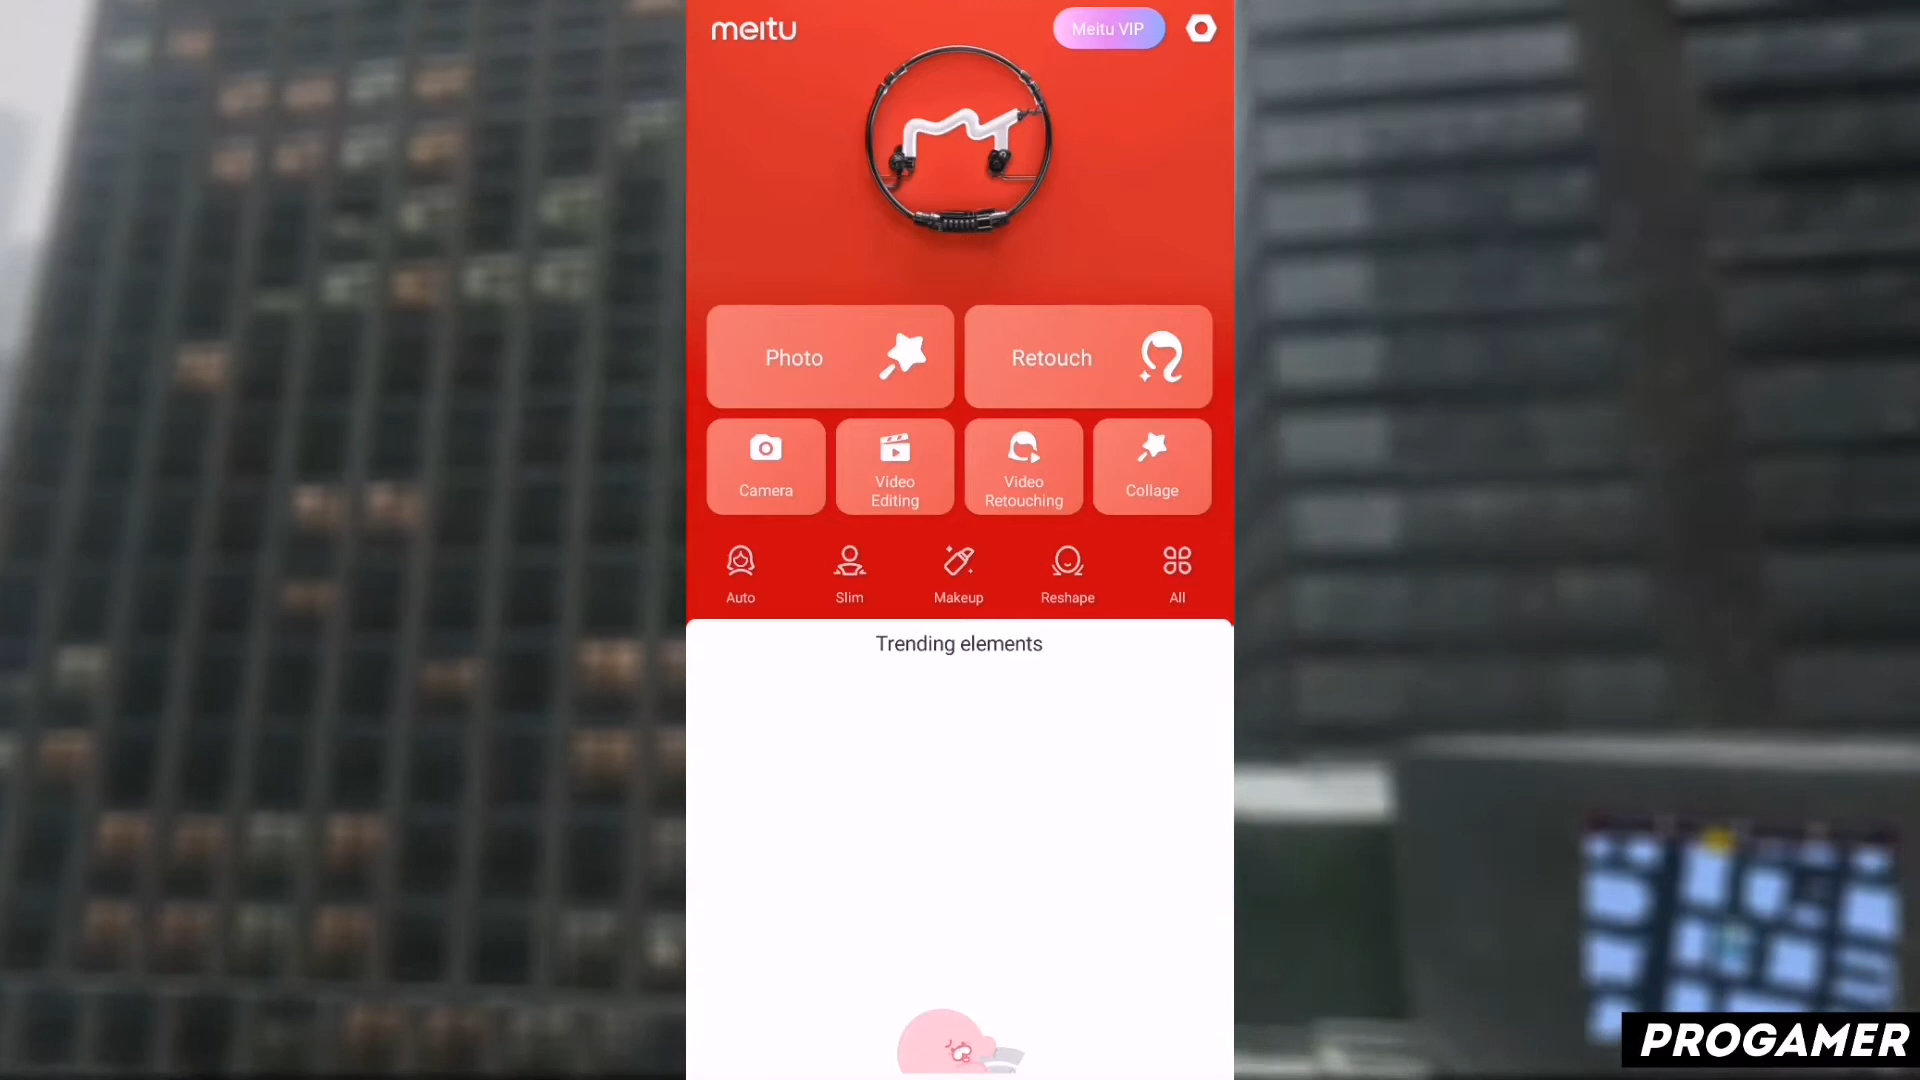 meitu
Meitu VIP
Photo
Retouch
Camera
Video
Editing
Video
Retouching
Collage
Auto
Slim
Makeup
Reshape
All
Trending elements
PROGAMER